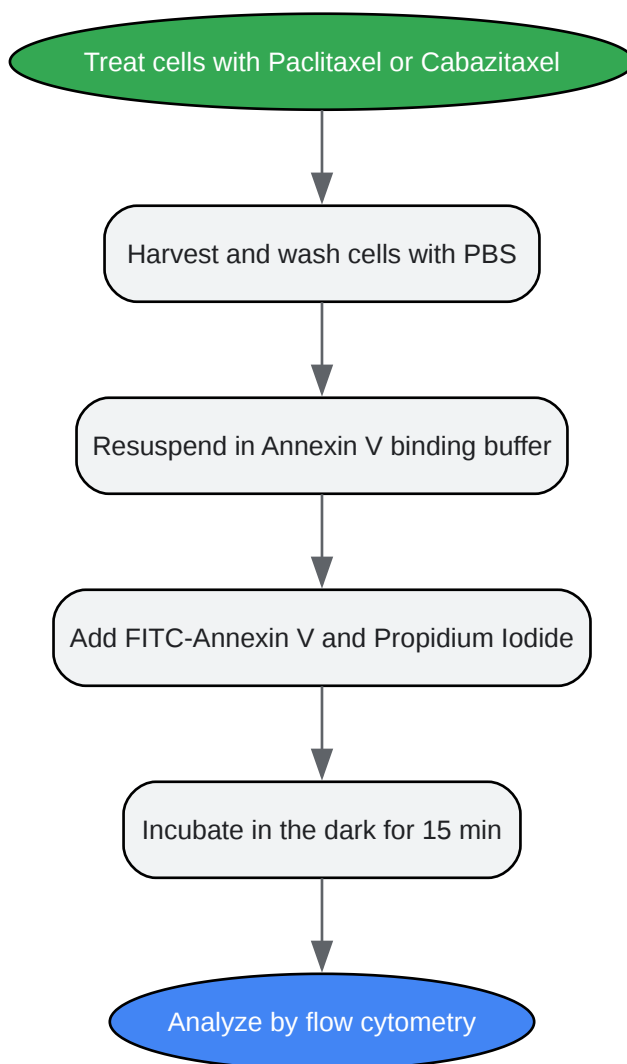 Treat cells with Paclitaxel or Cabazitaxel
Harvest and wash cells with PBS
Resuspend in Annexin V binding buffer
Add FITC-Annexin V and Propidium Iodide
Incubate in the dark for 15 min
Analyze by flow cytometry